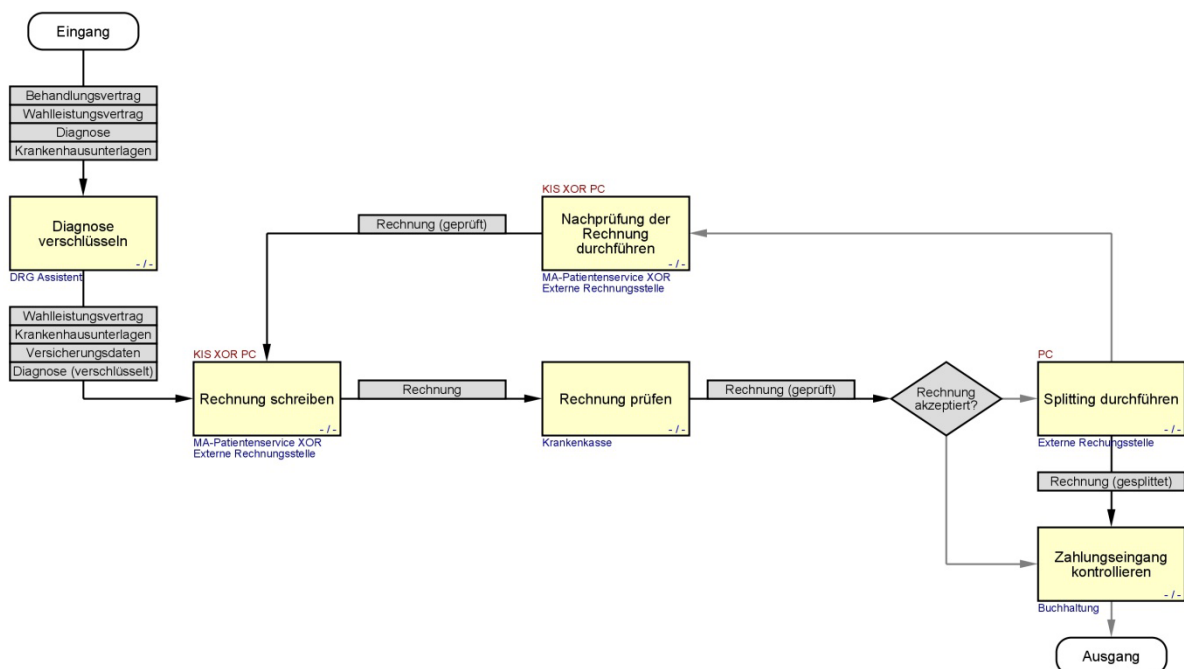 Eingang
Behandlungsvertrag
Wahlleistungsvertrag
Diagnose
Krankenhausunterlagen
Diagnose
verschlüsseln
- / -
DRG Assistent
Wahlleistungsvertrag
Krankenhausunterlagen
Versicherungsdaten
Diagnose (verschlüsselt)
KIS XOR PC
Nachprüfung der
Rechnung
durchführen
- / -
MA-Patientenservice XOR
Externe Rechnungsstelle
Rechnung (geprüft)
KIS XOR PC
Rechnung schreiben
- / -
MA-Patientenservice XOR
Externe Rechnungsstelle
Rechnung
Rechnung prüfen
- / -
Krankenkasse
Rechnung (geprüft)
Rechnung
akzeptiert?
PC
Splitting durchführen
- / -
Externe Rechungsstelle
Rechnung (gesplittet)
Zahlungseingang
kontrollieren
- / -
Buchhaltung
Ausgang